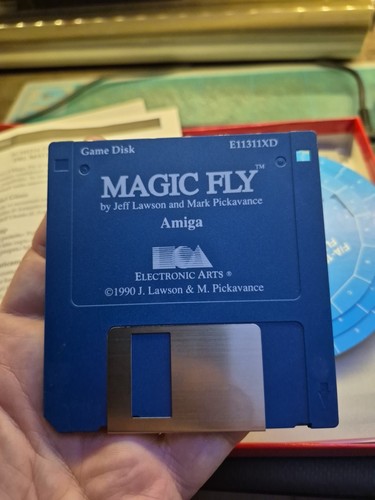 Game Disk
E11311XD
MAGIC FLY™
by Jeff Lawson and Mark Pickavance
Amiga
ELECTRONIC ARTS ®
©1990 J. Lawson & M. Pickavance